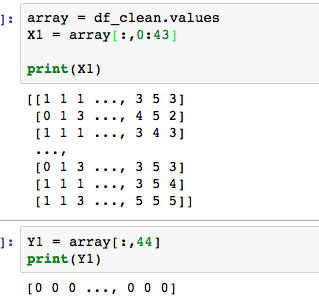 ]: array = df_clean.values
X1 = array[:,0:43]
print(X1)
[[1 1 1 ..., 3 5 3]
[0 1 3 ..., 4 5 2]
[1 1 1 ..., 3 4 3]
...,
[0 1 3 ..., 3 5 3]
[1 1 1 ..., 3 5 4]
[1 1 3 ..., 5 5 5]]
]: Y1 = array[:,44]
print(Y1)
[0 0 0 ..., 0 0 0]